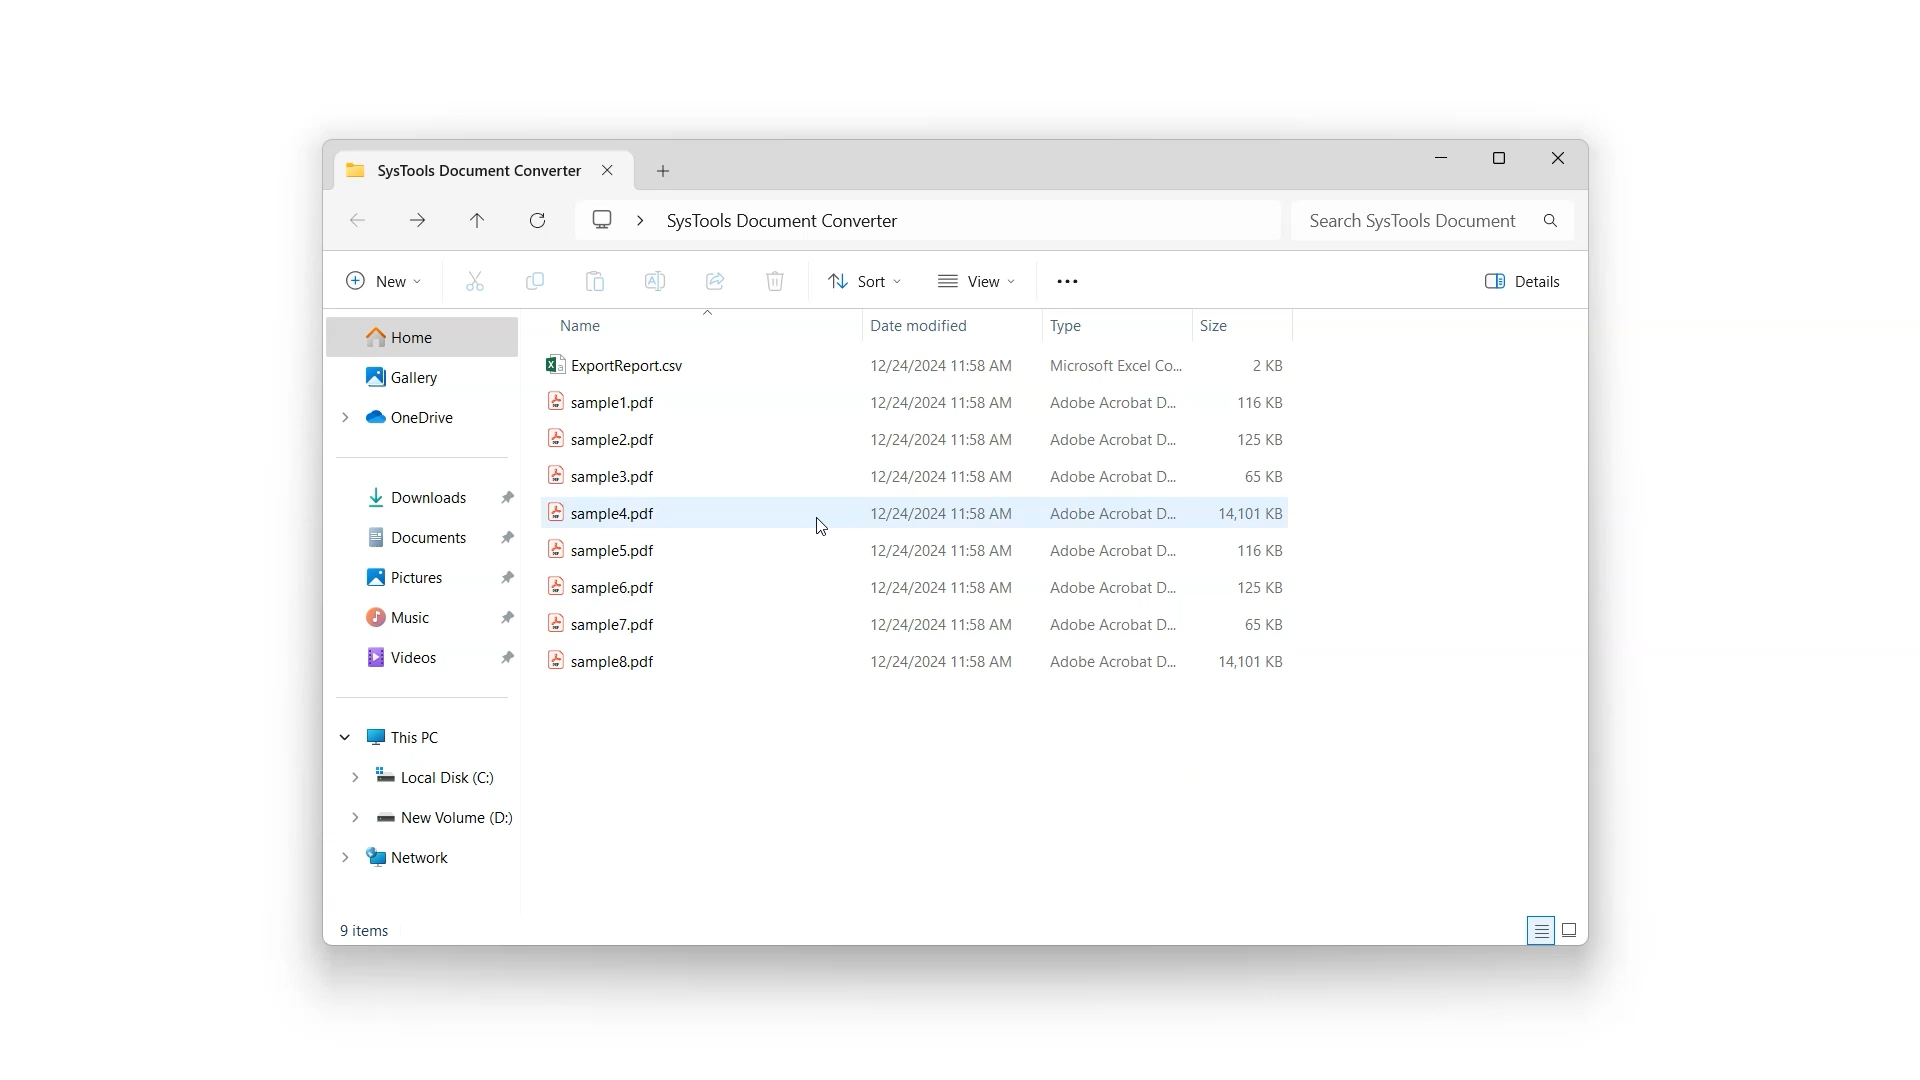 SysTools Document Converter
SysTools Document Converter
Search SysTools Document
New
Sort
View
Details
Home
Gallery
OneDrive
Downloads
Documents
Pictures
Music
Videos
This PC
Local Disk (C:)
New Volume (D:)
Network
Name Date modified Type Size
ExportReport.csv 12/24/2024 11:58 AM Microsoft Excel Co... 2 KB
sample1.pdf 12/24/2024 11:58 AM Adobe Acrobat D... 116 KB
sample2.pdf 12/24/2024 11:58 AM Adobe Acrobat D... 125 KB
sample3.pdf 12/24/2024 11:58 AM Adobe Acrobat D... 65 KB
sample4.pdf 12/24/2024 11:58 AM Adobe Acrobat D... 14,101 KB
sample5.pdf 12/24/2024 11:58 AM Adobe Acrobat D... 116 KB
sample6.pdf 12/24/2024 11:58 AM Adobe Acrobat D... 125 KB
sample7.pdf 12/24/2024 11:58 AM Adobe Acrobat D... 65 KB
sample8.pdf 12/24/2024 11:58 AM Adobe Acrobat D... 14,101 KB
9 items